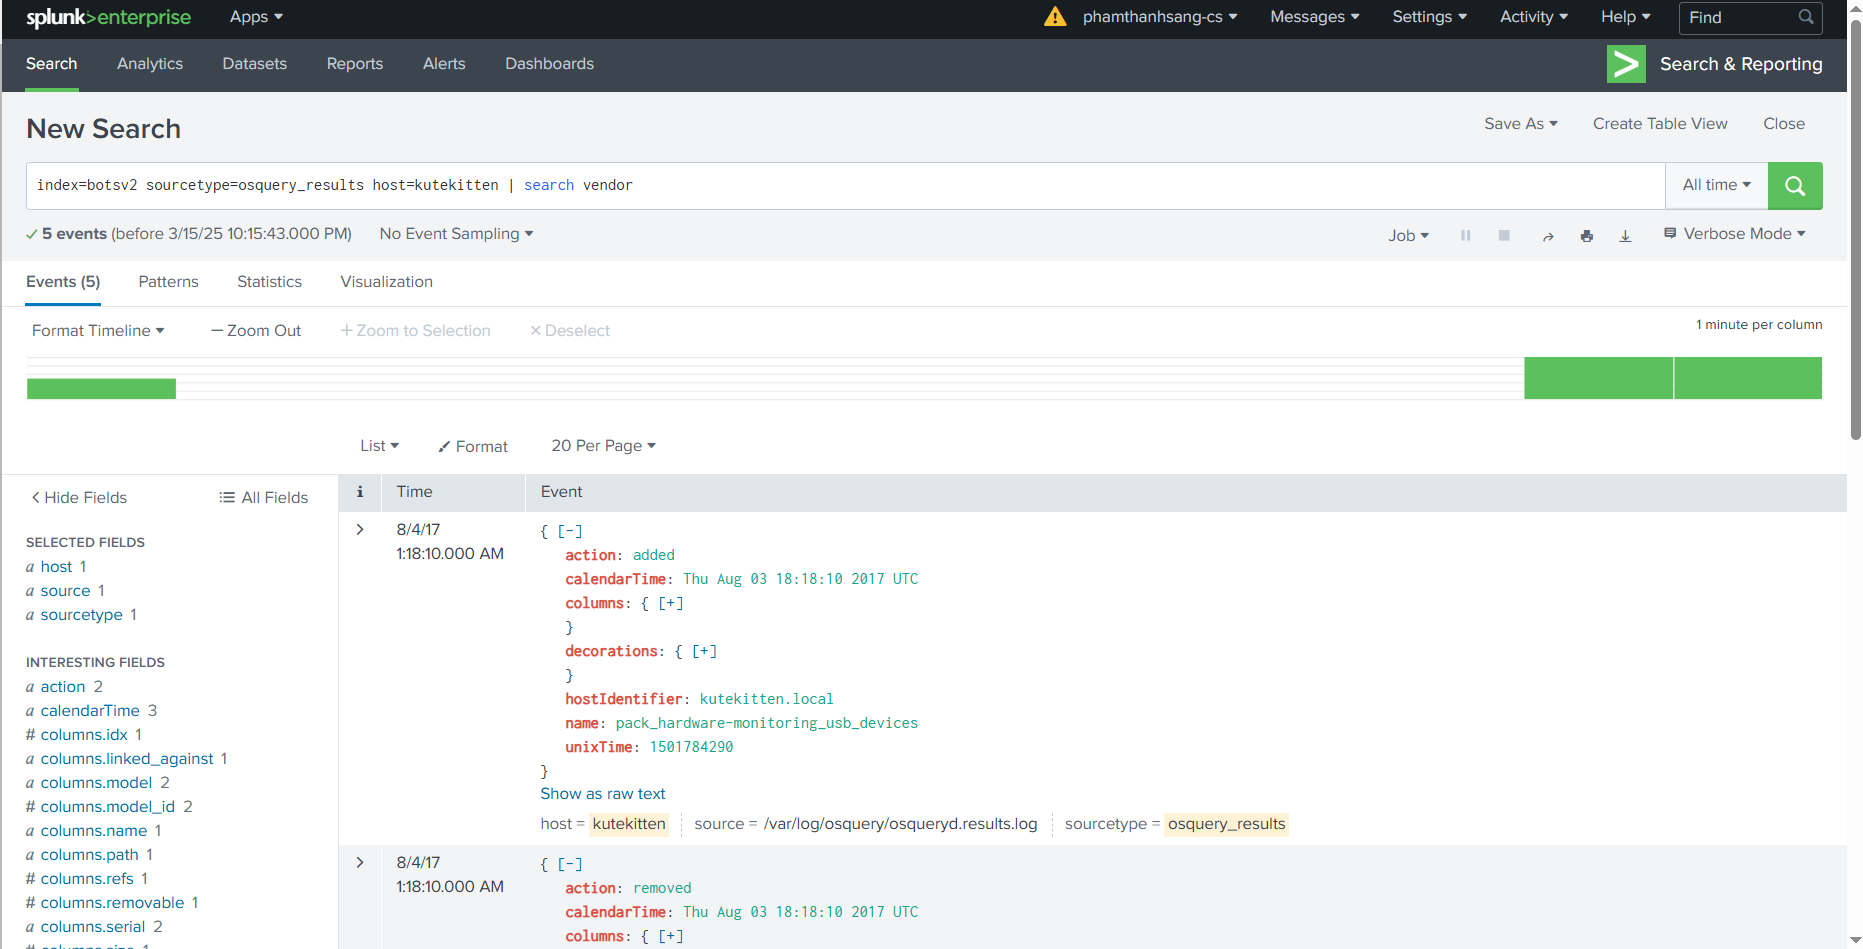 splunk>enterprise Apps phamthanhsang-cs Messages Settings Activity Help Find
Search Analytics Datasets Reports Alerts Dashboards Search & Reporting
New Search Save As Create Table View Close
index=botsv2 sourcetype=osquery_results host=kutekitten | search vendor All time
✓ 5 events (before 3/15/25 10:15:43.000 PM) No Event Sampling Job Verbose Mode
Events (5) Patterns Statistics Visualization
Format Timeline — Zoom Out + Zoom to Selection × Deselect 1 minute per column
List Format 20 Per Page
< Hide Fields All Fields
SELECTED FIELDS
a host 1
a source 1
a sourcetype 1
INTERESTING FIELDS
a action 2
a calendarTime 3
# columns.idx 1
a columns.linked_against 1
a columns.model 2
# columns.model_id 2
a columns.name 1
a columns.path 1
# columns.refs 1
# columns.removable 1
a columns.serial 2
# columns.size 1
i Time Event
> 8/4/17 { [-]
1:18:10.000 AM
action: added
calendarTime: Thu Aug 03 18:18:10 2017 UTC
columns: { [+]
}
decorations: { [+]
}
hostIdentifier: kutekitten.local
name: pack_hardware-monitoring_usb_devices
unixTime: 1501784290
}
Show as raw text
host = kutekitten source = /var/log/osquery/osqueryd.results.log sourcetype = osquery_results
> 8/4/17 { [-]
1:18:10.000 AM
action: removed
calendarTime: Thu Aug 03 18:18:10 2017 UTC
columns: { [+]